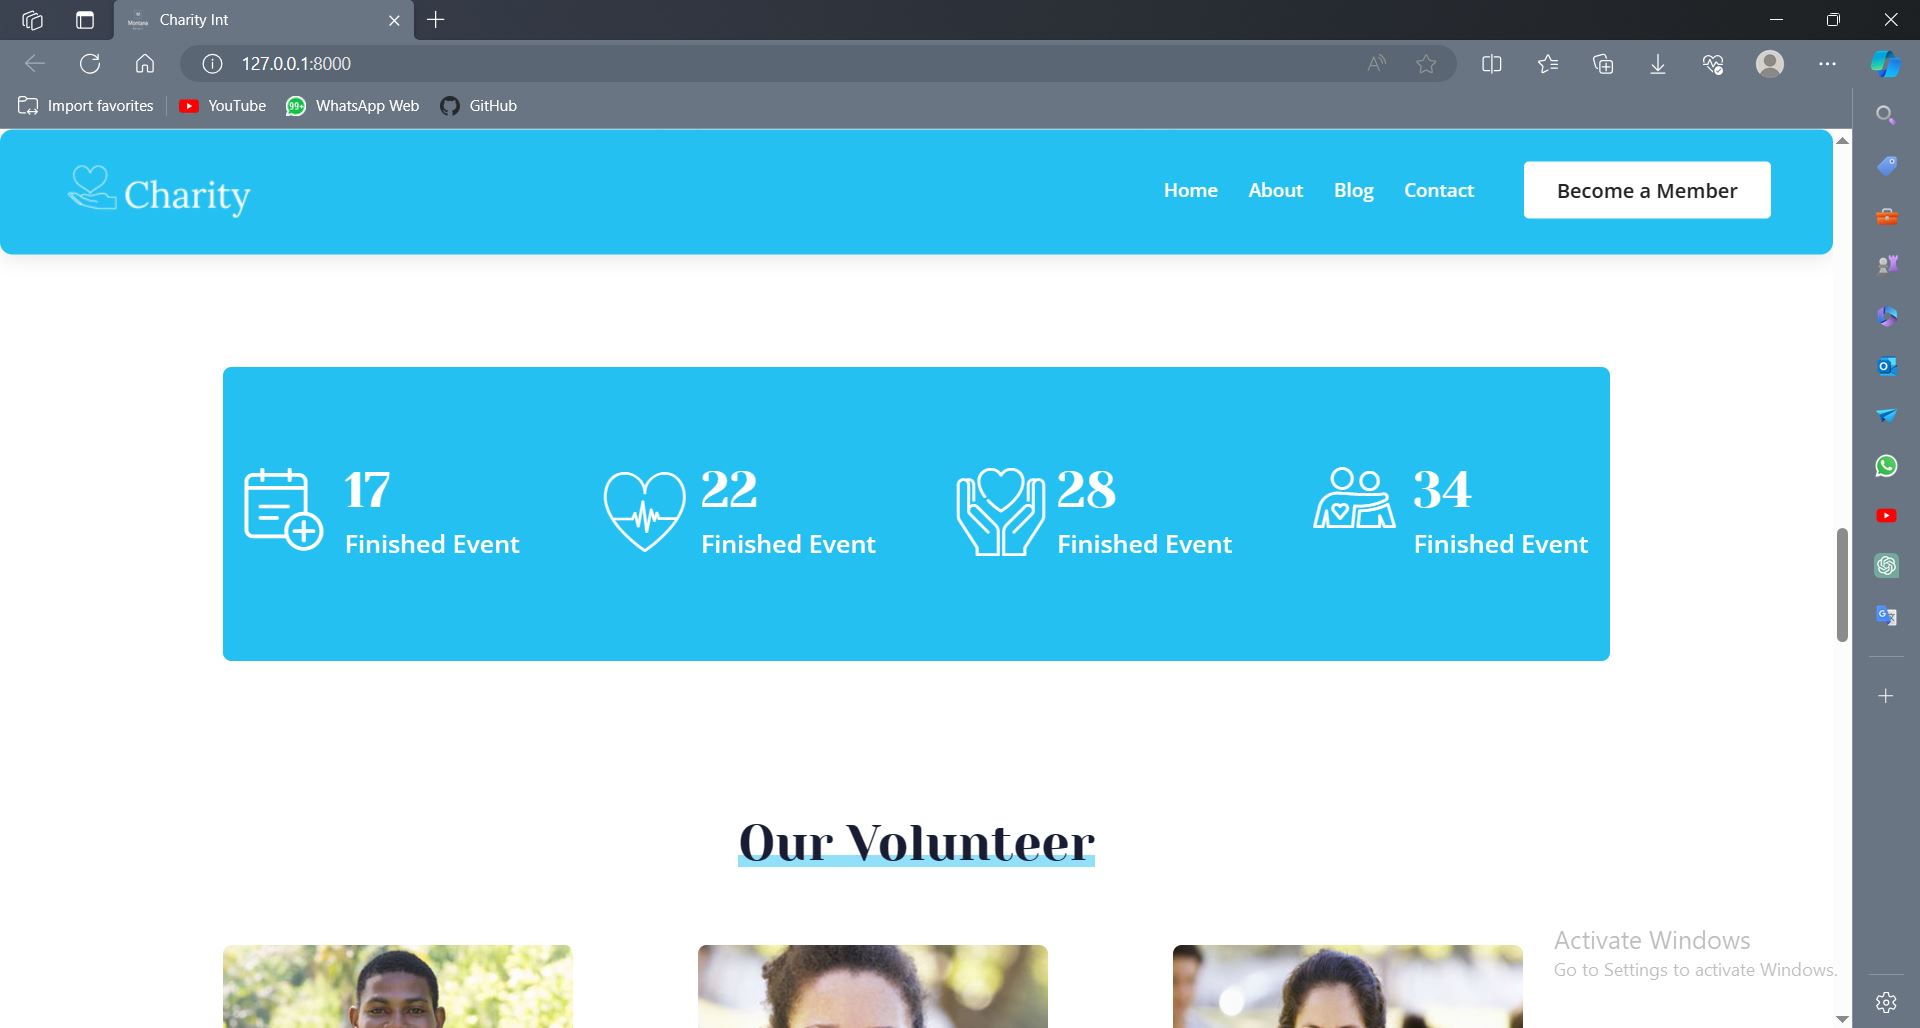 Charity Int
127.0.0.1:8000
Import favorites
YouTube
99+
WhatsApp Web
GitHub
Charity
Home About Blog Contact Become a Member
17 22 28 34
Finished Event Finished Event Finished Event Finished Event
Our Volunteer
Activate Windows
Go to Settings to activate Windows.